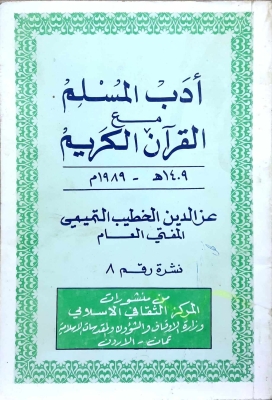 أدب المسلم
مع
القرآن الكريم
١٤٠٩هـ - ١٩٨٩م
عز الدين الخطيب التميمي
المفتي العام
نشرة رقم ٨
من منشورات
المركز الثقافي الاسلامي
وزارة الاوقاف والشؤون والمقدسات الاسلامية
عمان - الاردن